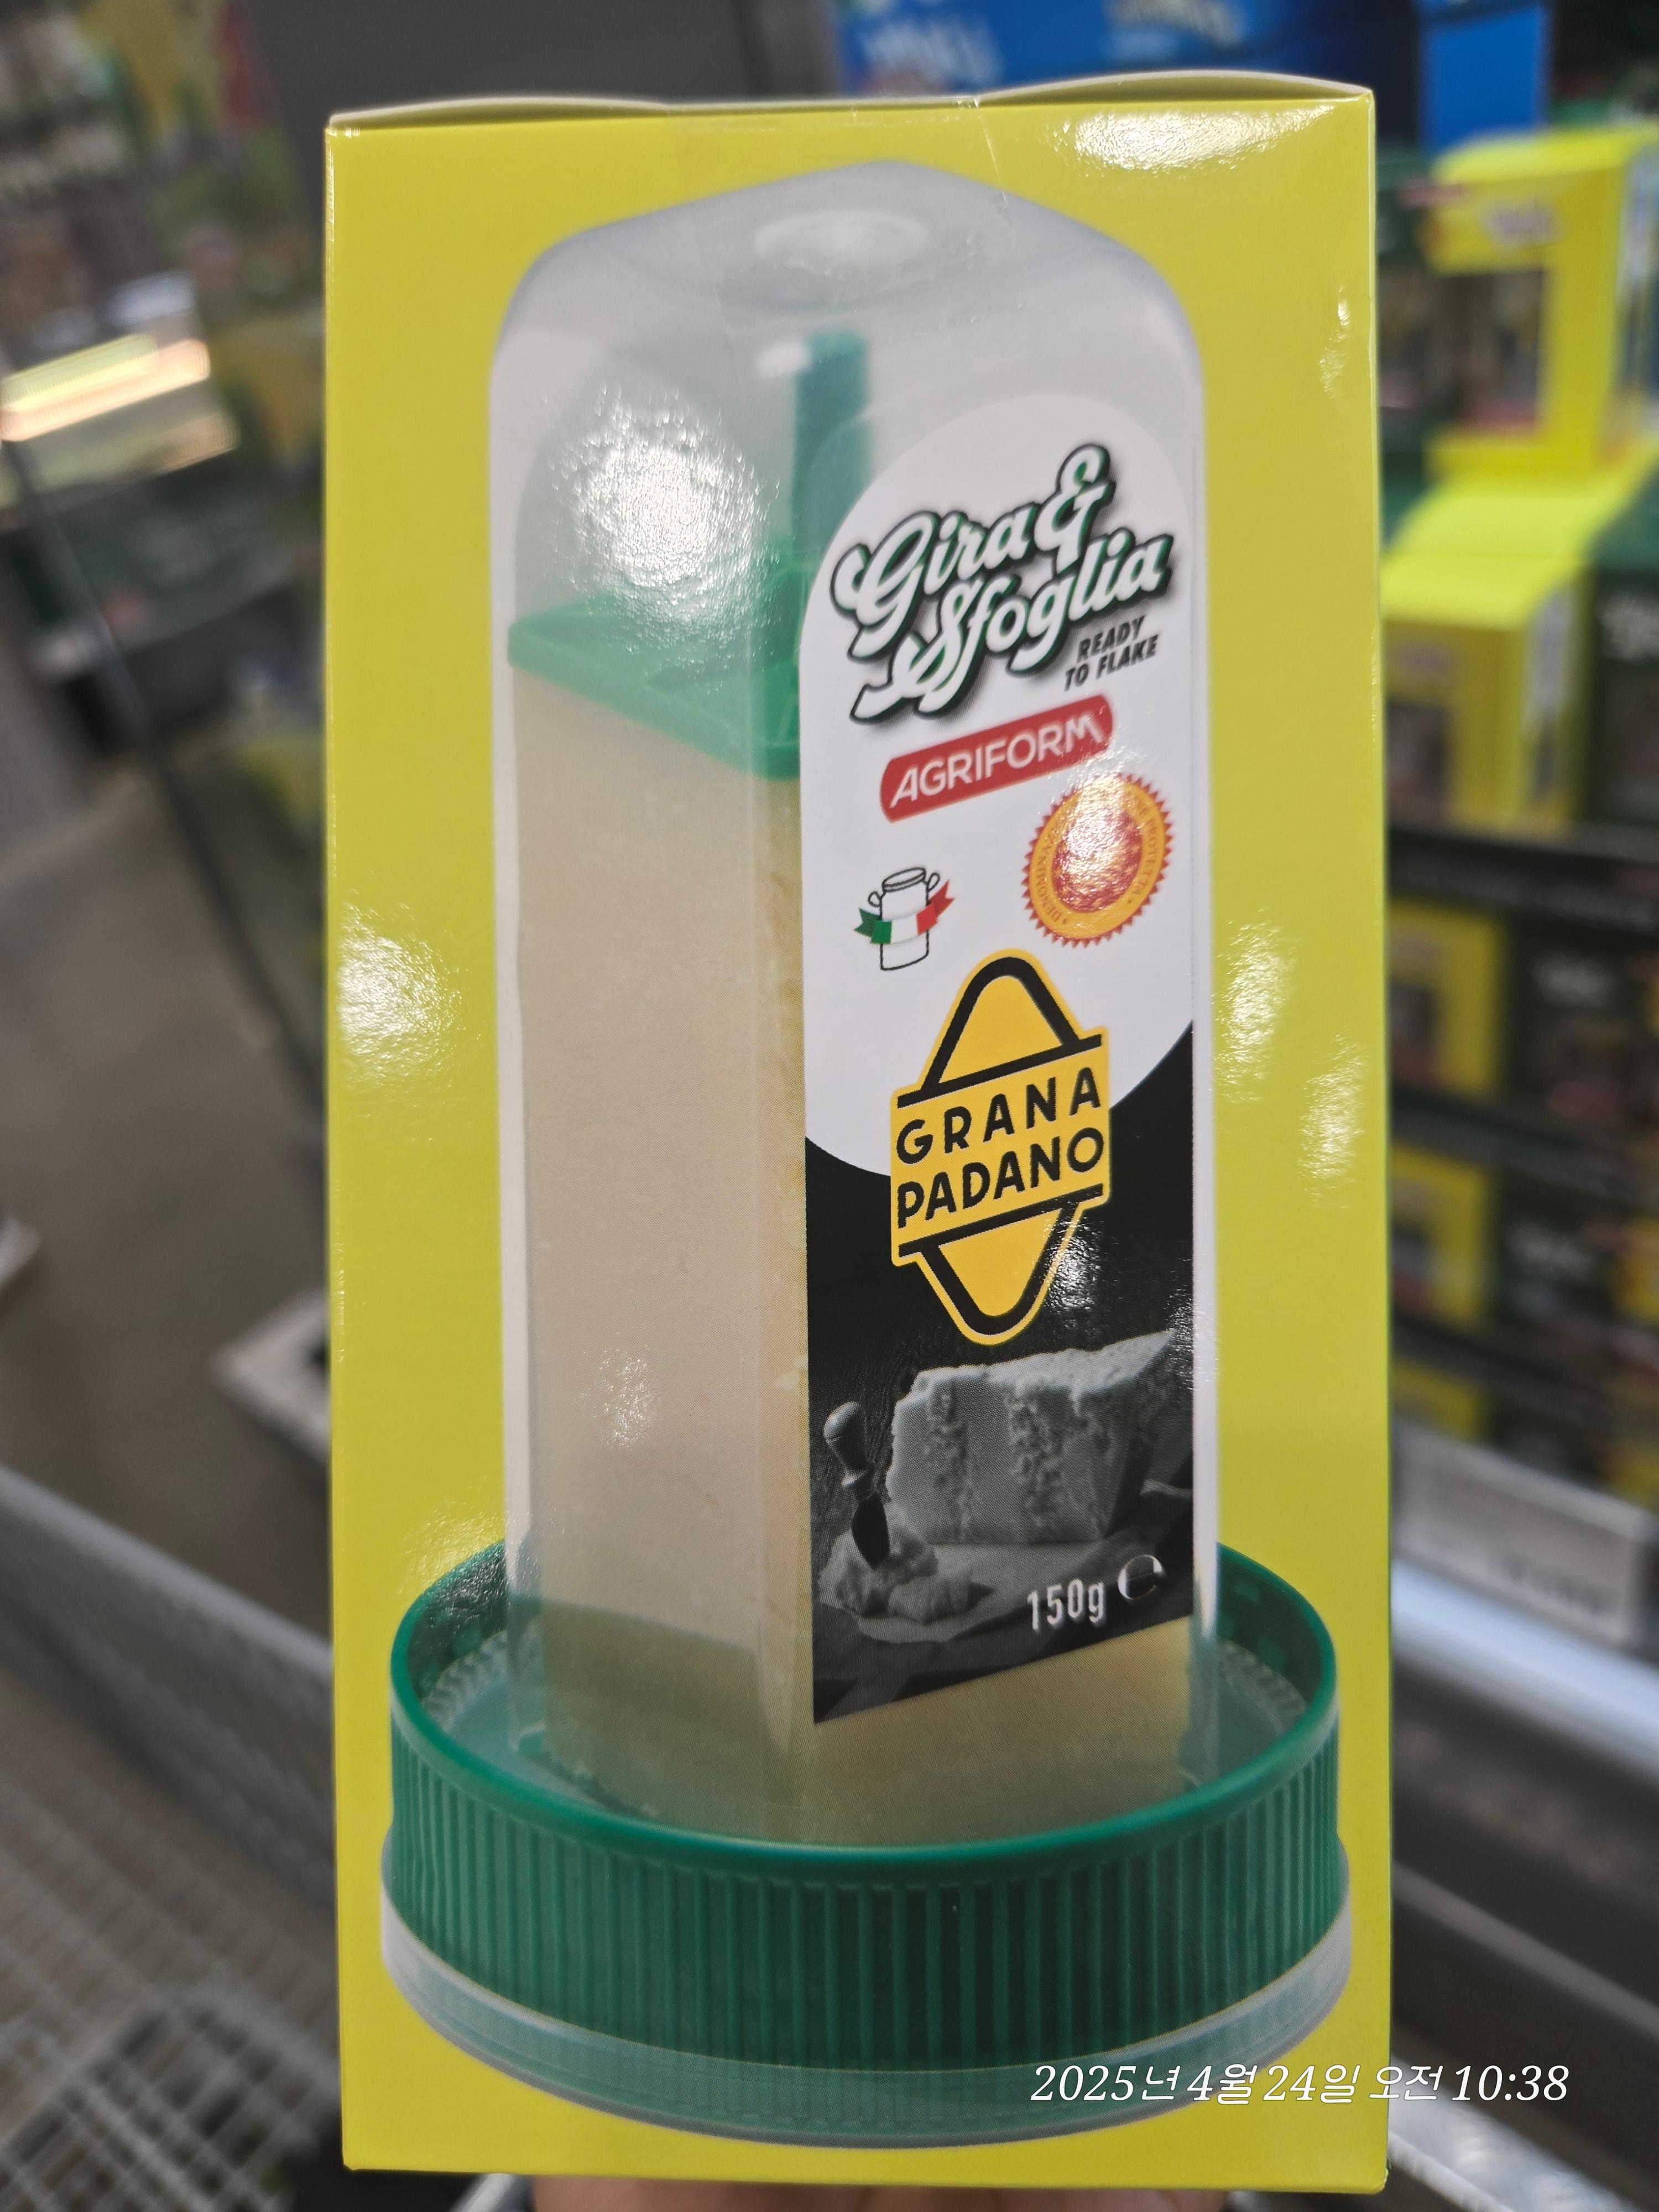 Gira &
Sfoglia
READY
TO FLAKE
AGRIFORM
GRANA
PADANO
150g ℮
2025년 4월 24일 오전 10:38